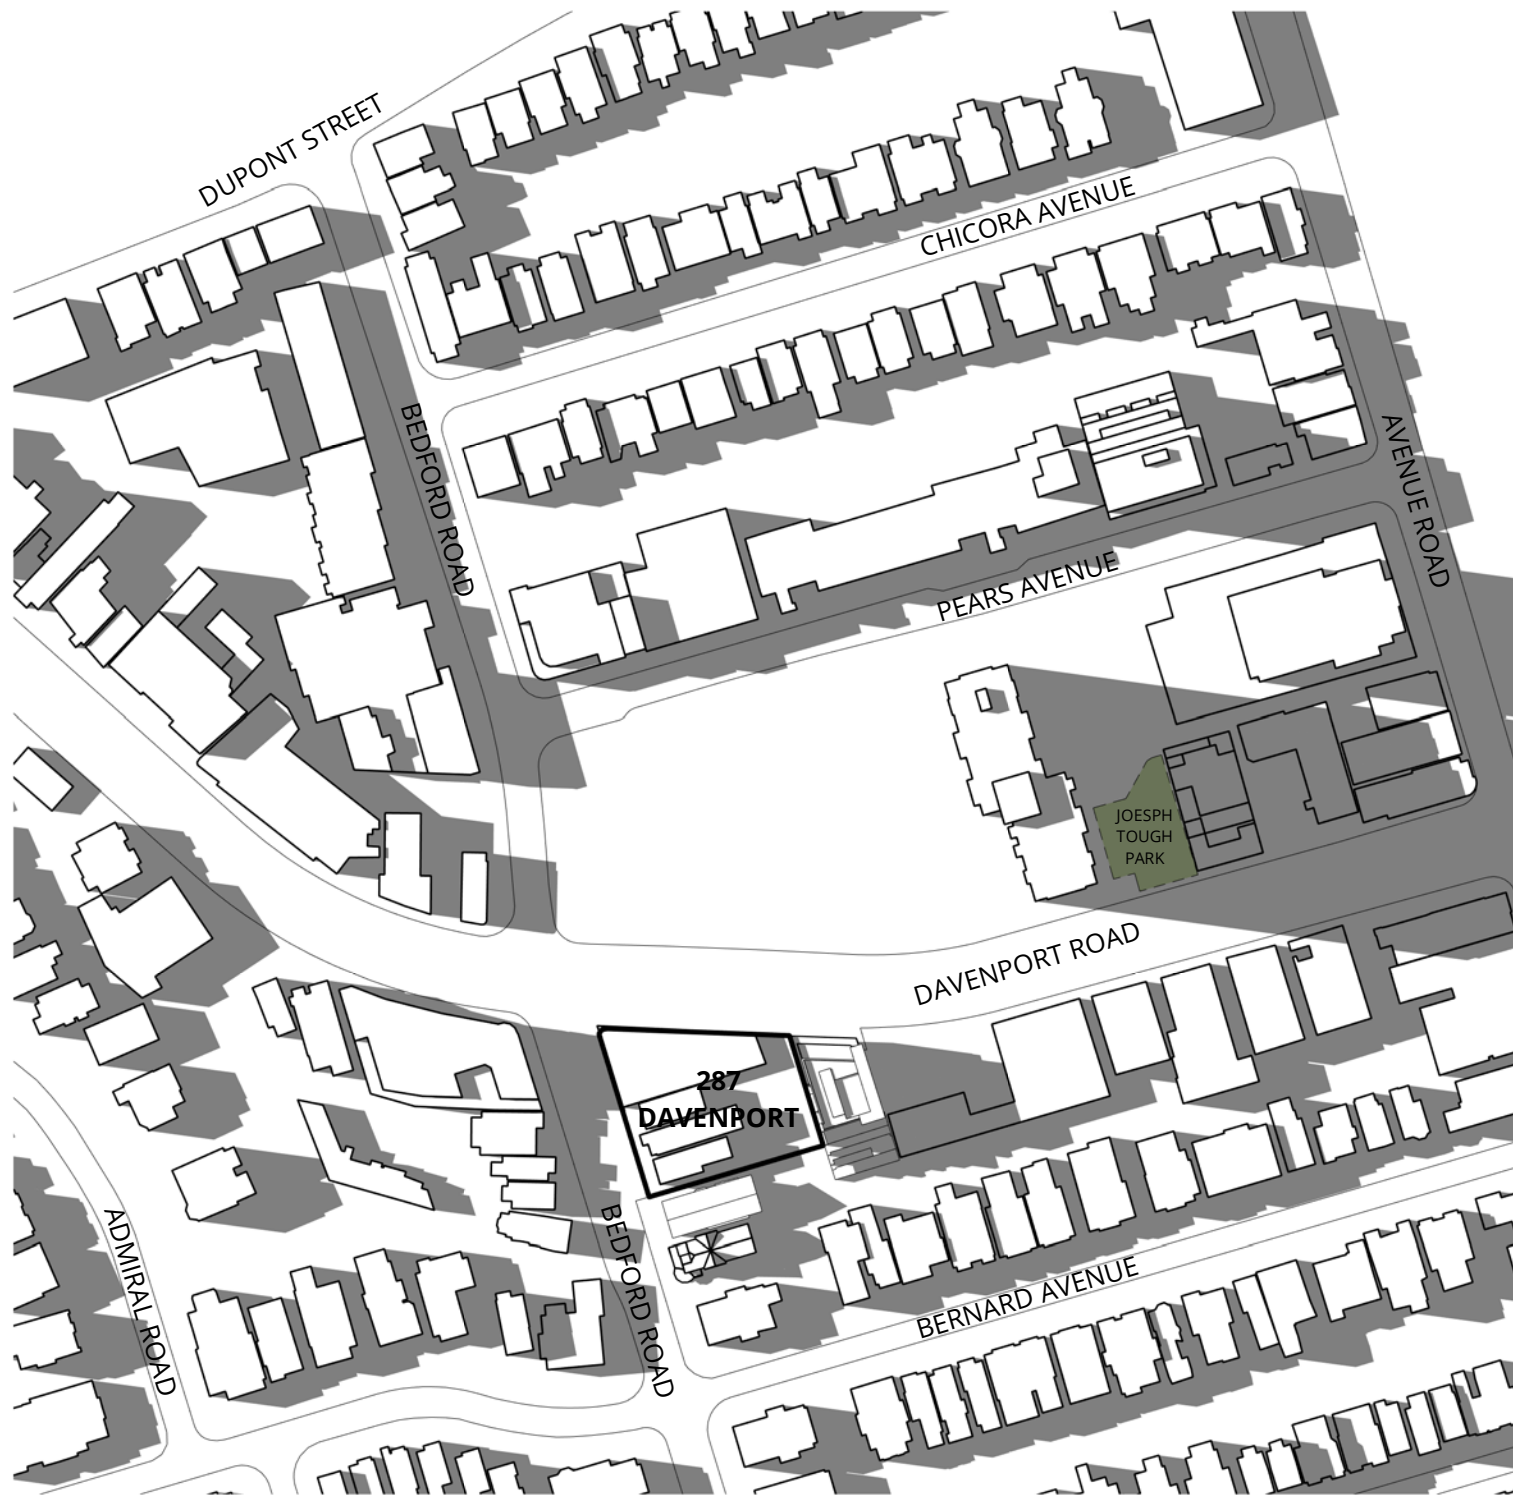 DUPONT STREET
CHICORA AVENUE
BEDFORD ROAD
AVENUE ROAD
PEARS AVENUE
JOESPH
TOUGH
PARK
DAVENPORT ROAD
287
DAVENPORT
ADMIRAL ROAD
BEDFORD ROAD
BERNARD AVENUE